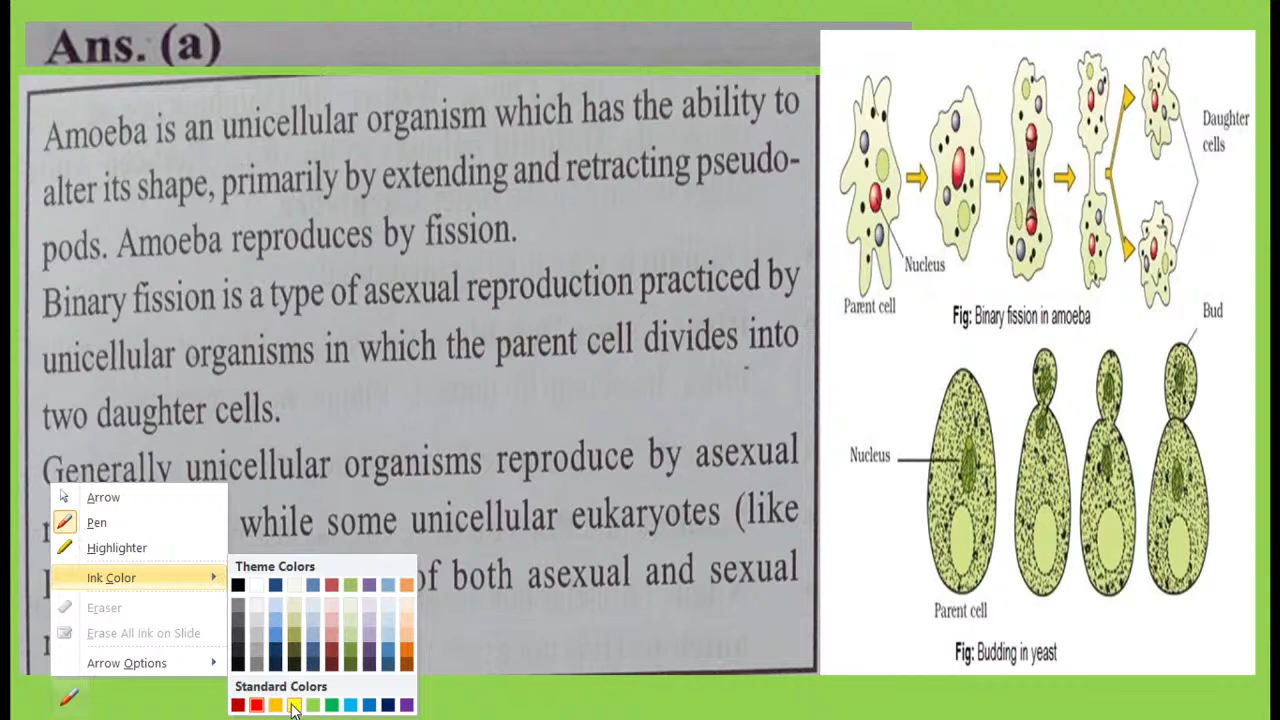 Ans. (a)
Amoeba is an unicellular organism which has the ability to
alter its shape, primarily by extending and retracting pseudo-
pods. Amoeba reproduces by fission.
Binary fission is a type of asexual reproduction practiced by
unicellular organisms in which the parent cell divides into
two daughter cells.
Generally unicellular organisms reproduce by asexual
while some unicellular eukaryotes (like
of both asexual and sexual
Arrow
Pen
Highlighter
Ink Color
Eraser
Erase All Ink on Slide
Arrow Options
Theme Colors
Standard Colors
Daughter
cells
Nucleus
Parent cell
Fig: Binary fission in amoeba
Bud
Nucleus
Parent cell
Fig: Budding in yeast